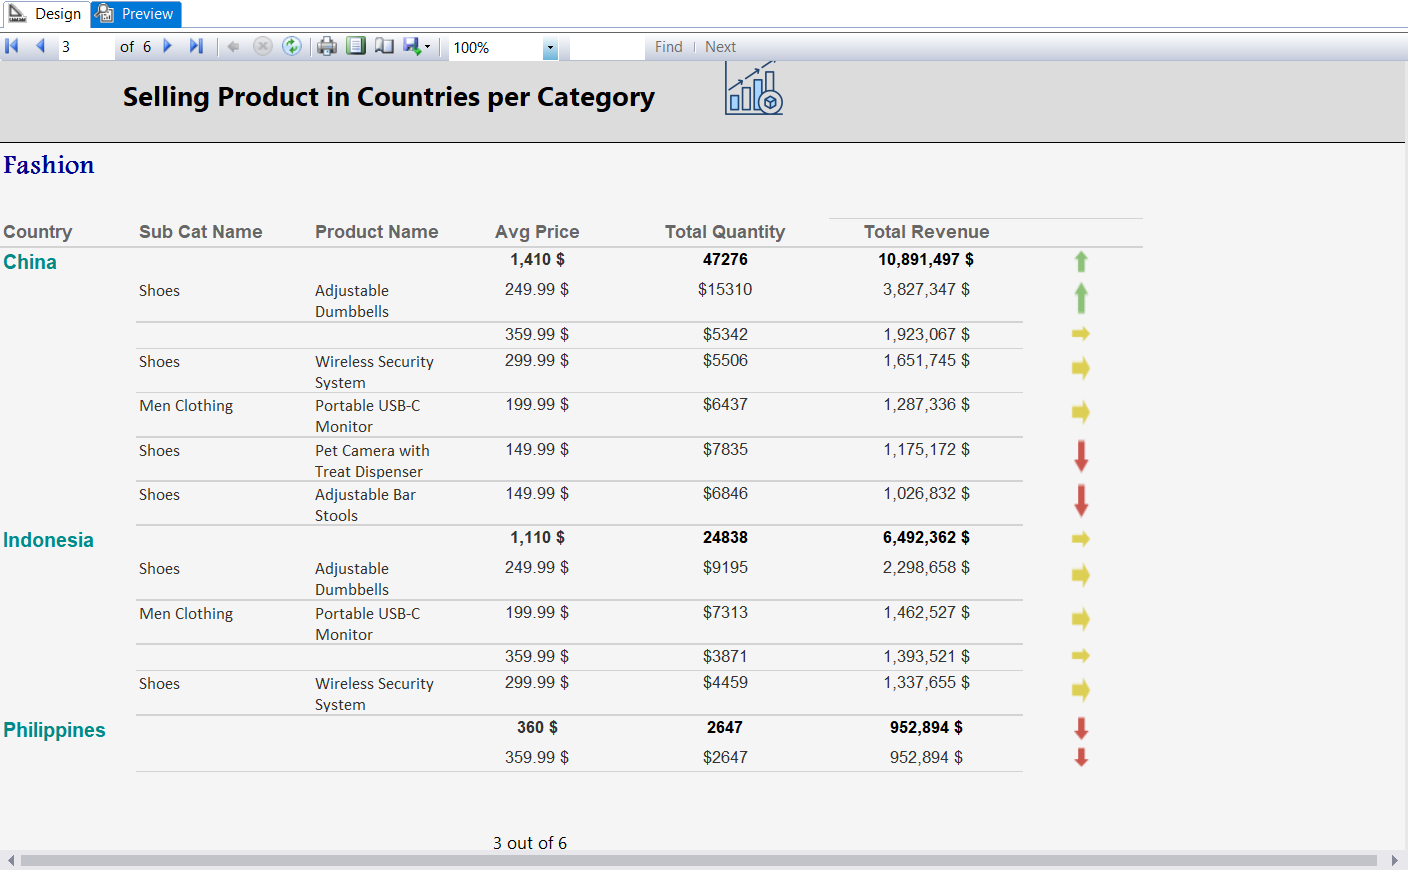 Design Preview
3 of 6 100% Find Next
Selling Product in Countries per Category
Fashion
Country Sub Cat Name Product Name Avg Price Total Quantity Total Revenue
China 1,410 $ 47276 10,891,497 $
Shoes Adjustable 249.99 $ $15310 3,827,347 $
Dumbbells
359.99 $ $5342 1,923,067 $
Shoes Wireless Security 299.99 $ $5506 1,651,745 $
System
Men Clothing Portable USB-C 199.99 $ $6437 1,287,336 $
Monitor
Shoes Pet Camera with 149.99 $ $7835 1,175,172 $
Treat Dispenser
Shoes Adjustable Bar 149.99 $ $6846 1,026,832 $
Stools
Indonesia 1,110 $ 24838 6,492,362 $
Shoes Adjustable 249.99 $ $9195 2,298,658 $
Dumbbells
Men Clothing Portable USB-C 199.99 $ $7313 1,462,527 $
Monitor
359.99 $ $3871 1,393,521 $
Shoes Wireless Security 299.99 $ $4459 1,337,655 $
System
Philippines 360 $ 2647 952,894 $
359.99 $ $2647 952,894 $
3 out of 6